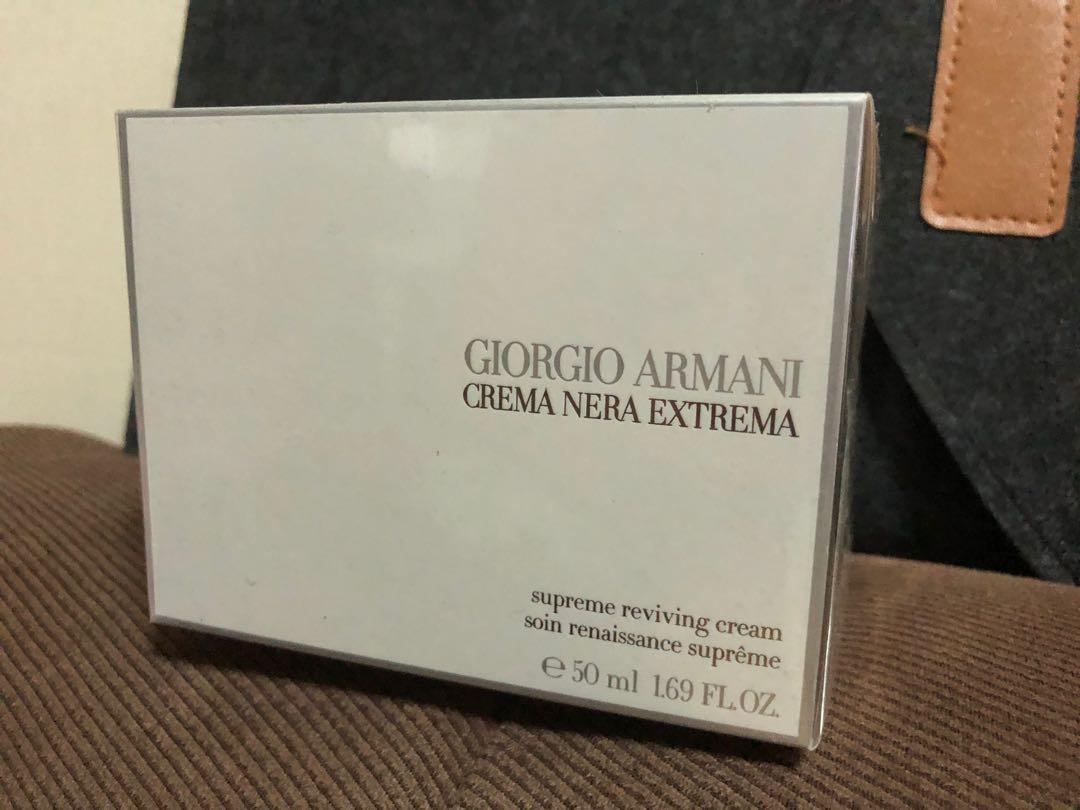 GIORGIO ARMANI
CREMA NERA EXTREMA
supreme reviving cream
soin renaissance suprême
℮ 50 ml 1.69 FL.OZ.